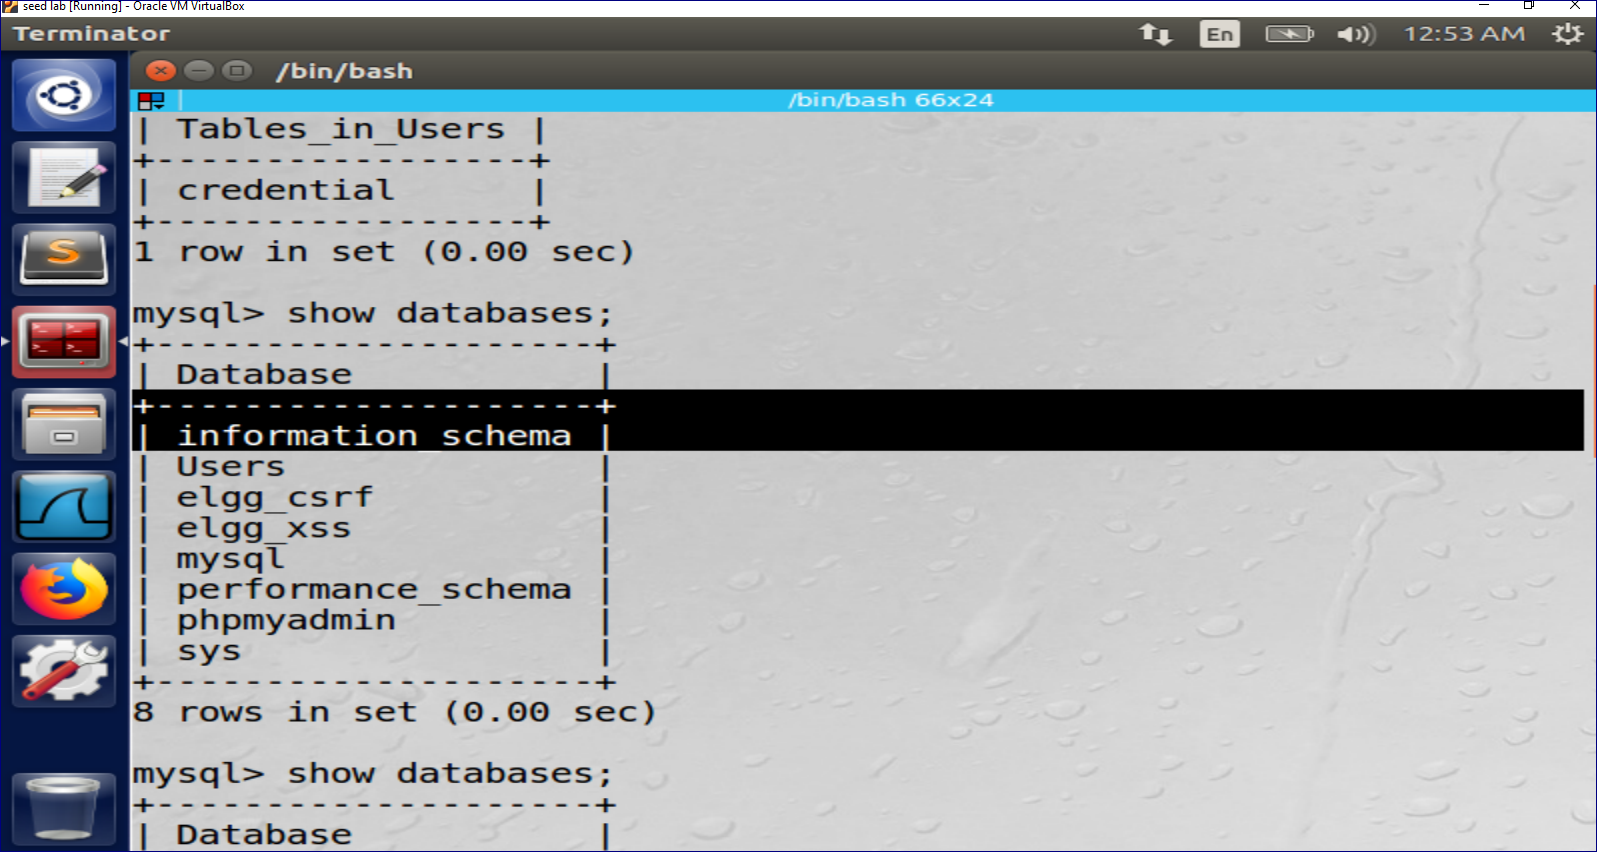 seed lab [Running] - Oracle VM VirtualBox
Terminator
En
12:53 AM
/bin/bash
/bin/bash 66x24
| Tables_in_Users |
+-----------------+
| credential      |
+-----------------+
1 row in set (0.00 sec)
mysql> show databases;
+--------------------+
| Database           |
+--------------------+
| information_schema |
| Users              |
| elgg_csrf          |
| elgg_xss           |
| mysql              |
| performance_schema |
| phpmyadmin         |
| sys                |
+--------------------+
8 rows in set (0.00 sec)
mysql> show databases;
+--------------------+
| Database           |